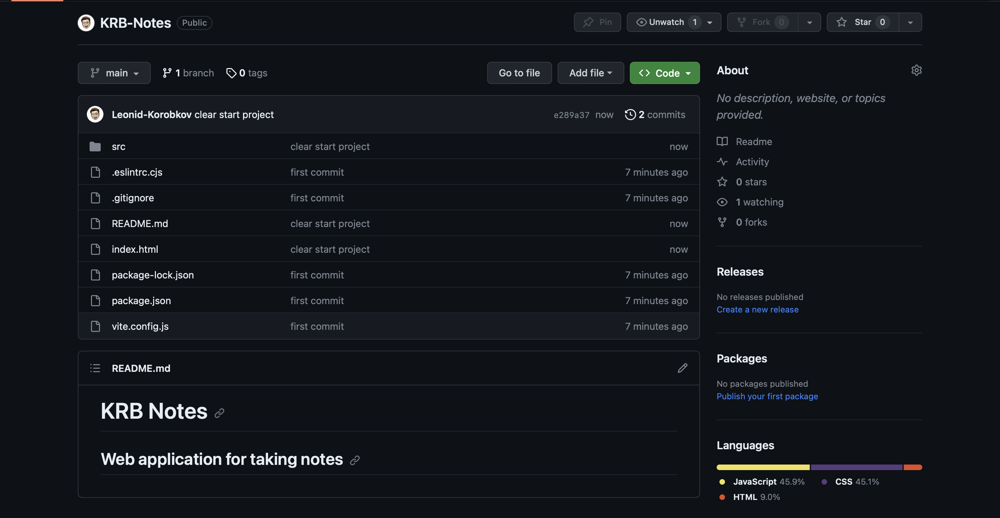 KRB-Notes Public
Pin Unwatch 1 Fork 0 Star 0
main 1 branch 0 tags
Go to file Add file Code
Leonid-Korobkov clear start project e289a37 now 2 commits
src clear start project now
.eslintrc.cjs first commit 7 minutes ago
.gitignore first commit 7 minutes ago
README.md clear start project now
index.html clear start project now
package-lock.json first commit 7 minutes ago
package.json first commit 7 minutes ago
vite.config.js first commit 7 minutes ago
README.md
KRB Notes
Web application for taking notes
About
No description, website, or topics
provided.
Readme
Activity
0 stars
1 watching
0 forks
Releases
No releases published
Create a new release
Packages
No packages published
Publish your first package
Languages
JavaScript 45.9% CSS 45.1%
HTML 9.0%